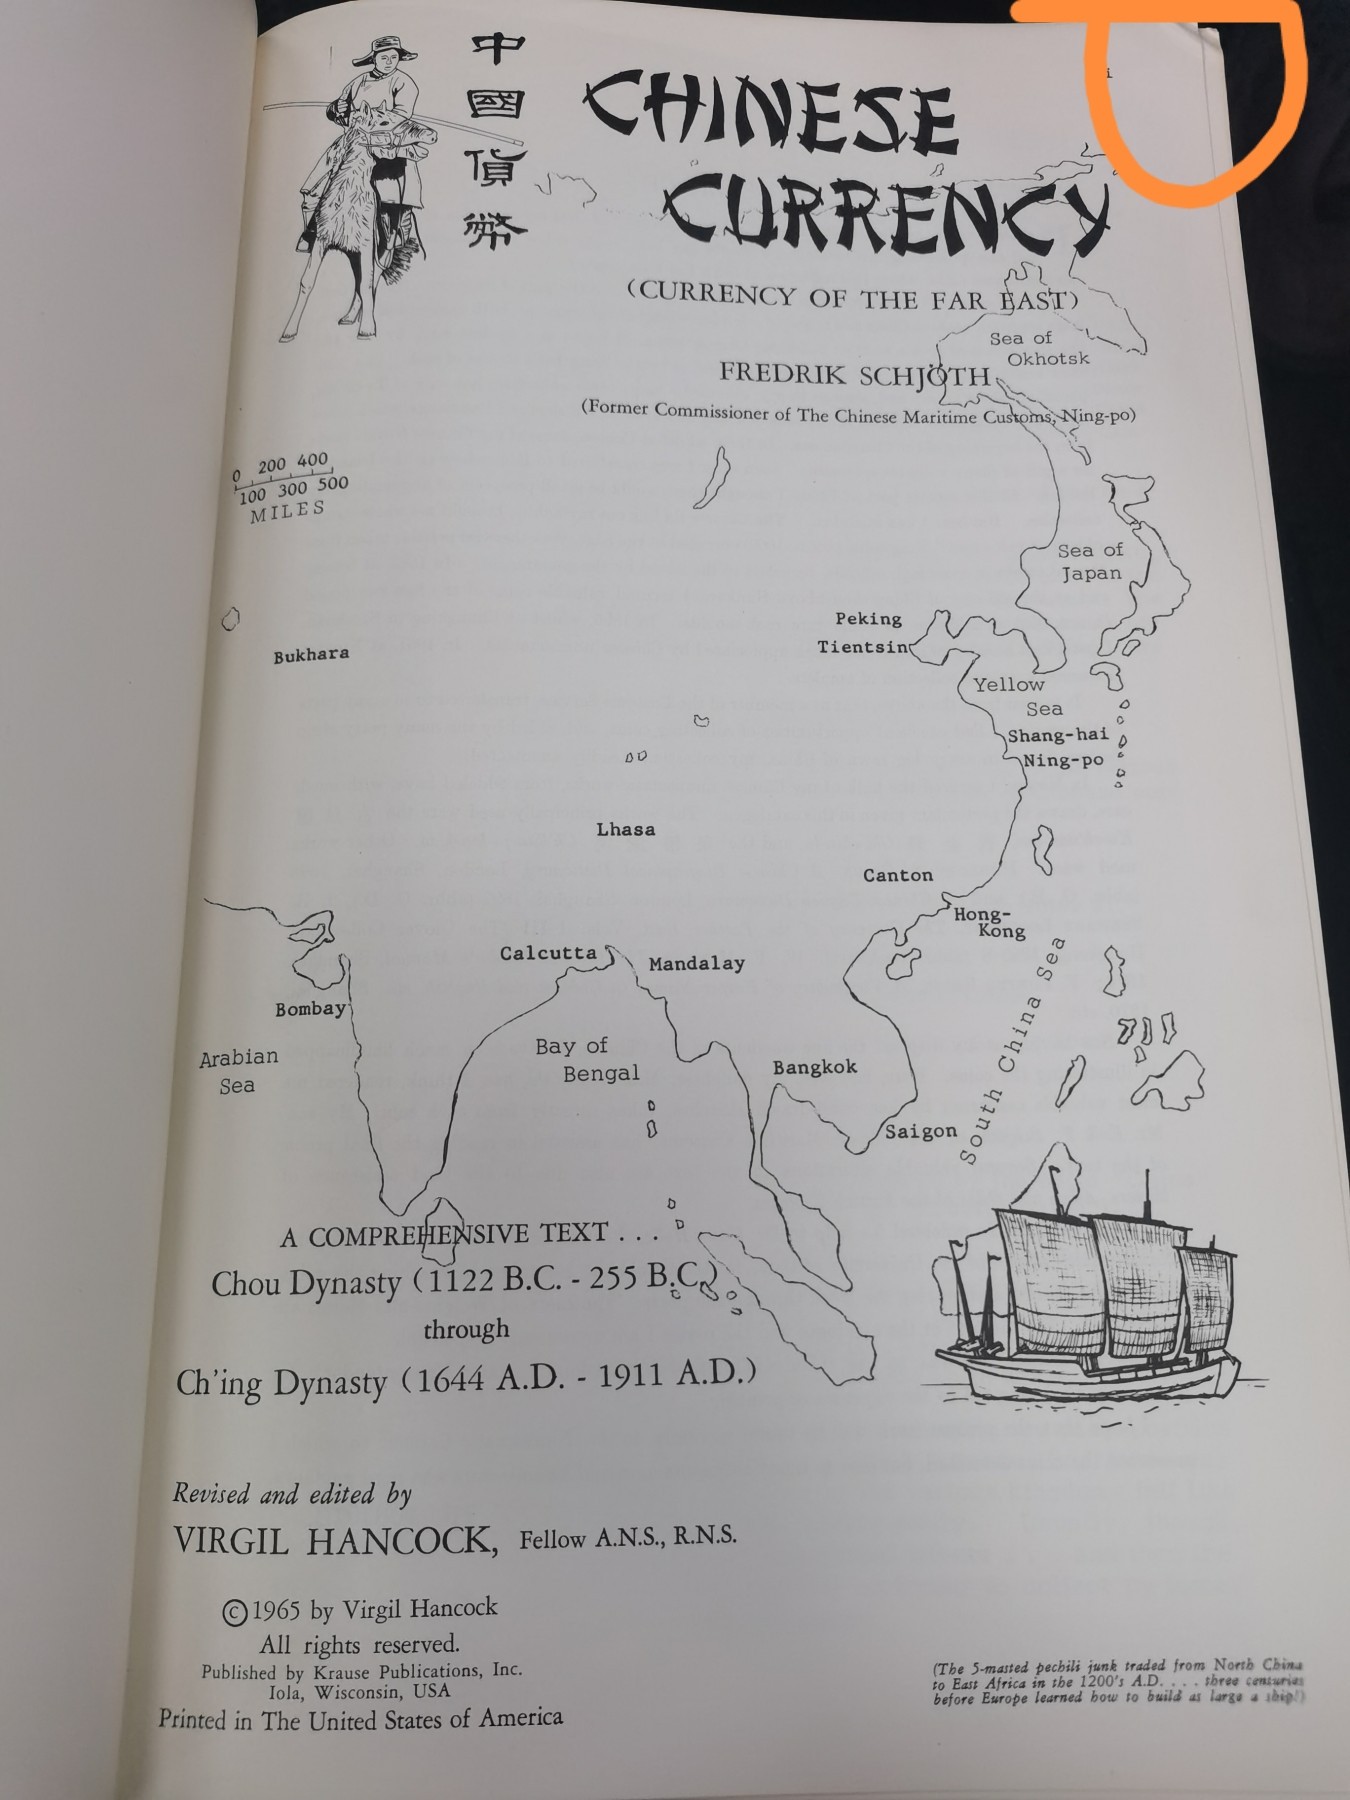 i
中
國
貨
幣
CHINESE
CURRENCY
(CURRENCY OF THE FAR EAST)
FREDRIK SCHJÖTH
(Former Commissioner of The Chinese Maritime Customs, Ning-po)
Sea of
Okhotsk
0 200 400
100 300 500
MILES
Sea of
Japan
Peking
Tientsin
Bukhara
Yellow
Sea
Shang-hai
Ning-po
Lhasa
Canton
Hong-
Kong
Calcutta
Mandalay
Bombay
Arabian
Sea
Bay of
Bengal
Bangkok
Saigon
South China Sea
A COMPREHENSIVE TEXT . . .
Chou Dynasty (1122 B.C. - 255 B.C.)
through
Ch'ing Dynasty (1644 A.D. - 1911 A.D.)
Revised and edited by
VIRGIL HANCOCK, Fellow A.N.S., R.N.S.
©1965 by Virgil Hancock
All rights reserved.
Published by Krause Publications, Inc.
Iola, Wisconsin, USA
Printed in The United States of America
(The 5-masted pechili junk traded from North China
to East Africa in the 1200's A.D. . . . three centuries
before Europe learned how to build as large a ship!)